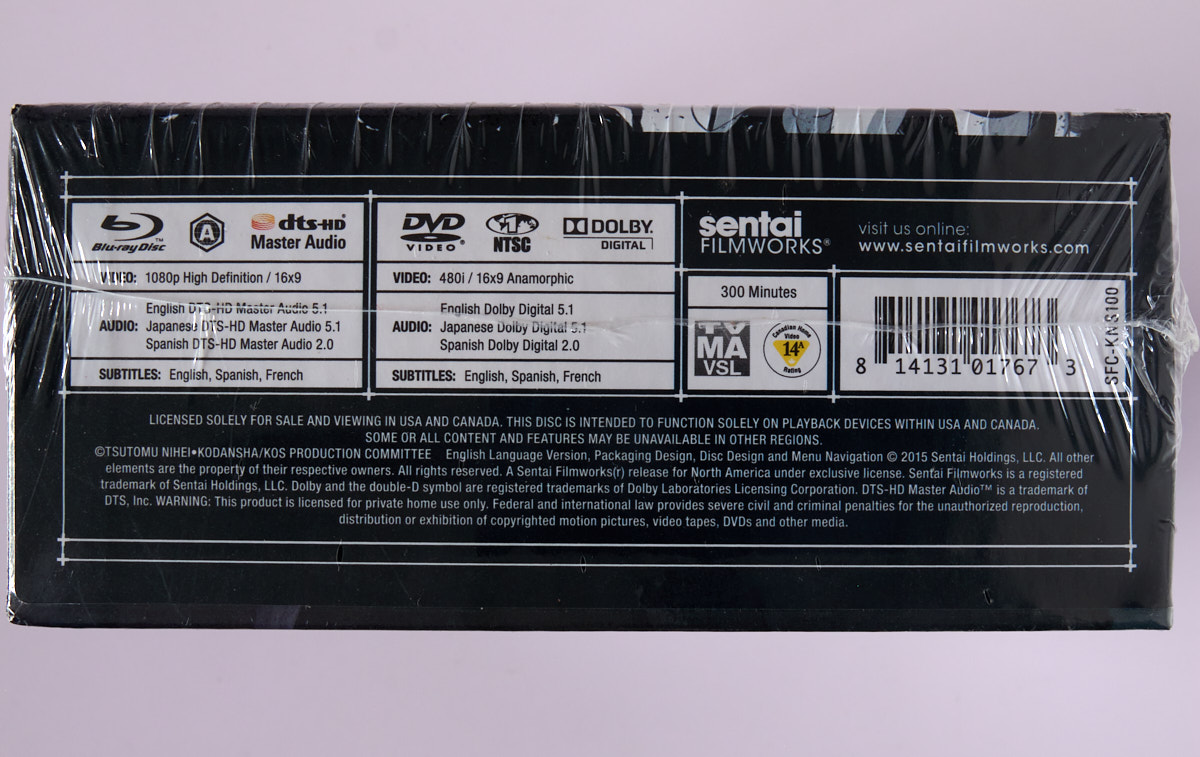 Blu-ray Disc
A
dts-HD®
Master Audio
VIDEO: 1080p High Definition / 16x9
English DTS-HD Master Audio 5.1
AUDIO: Japanese DTS-HD Master Audio 5.1
Spanish DTS-HD Master Audio 2.0
SUBTITLES: English, Spanish, French
DVD
VIDEO®
NTSC
DOLBY
DIGITAL
VIDEO: 480i / 16x9 Anamorphic
English Dolby Digital 5.1
AUDIO: Japanese Dolby Digital 5.1
Spanish Dolby Digital 2.0
SUBTITLES: English, Spanish, French
sentai
FILMWORKS®
visit us online:
www.sentaifilmworks.com
300 Minutes
TV
MA
VSL
Canadian Home
Video
14A
Rating
8 14131 01767 3
SFC-KNS100
LICENSED SOLELY FOR SALE AND VIEWING IN USA AND CANADA. THIS DISC IS INTENDED TO FUNCTION SOLELY ON PLAYBACK DEVICES WITHIN USA AND CANADA.
SOME OR ALL CONTENT AND FEATURES MAY BE UNAVAILABLE IN OTHER REGIONS.
©TSUTOMU NIHEI•KODANSHA/KOS PRODUCTION COMMITTEE English Language Version, Packaging Design, Disc Design and Menu Navigation © 2015 Sentai Holdings, LLC. All other
elements are the property of their respective owners. All rights reserved. A Sentai Filmworks(r) release for North America under exclusive license. Sentai Filmworks is a registered
trademark of Sentai Holdings, LLC. Dolby and the double-D symbol are registered trademarks of Dolby Laboratories Licensing Corporation. DTS-HD Master Audio™ is a trademark of
DTS, Inc. WARNING: This product is licensed for private home use only. Federal and international law provides severe civil and criminal penalties for the unauthorized reproduction,
distribution or exhibition of copyrighted motion pictures, video tapes, DVDs and other media.